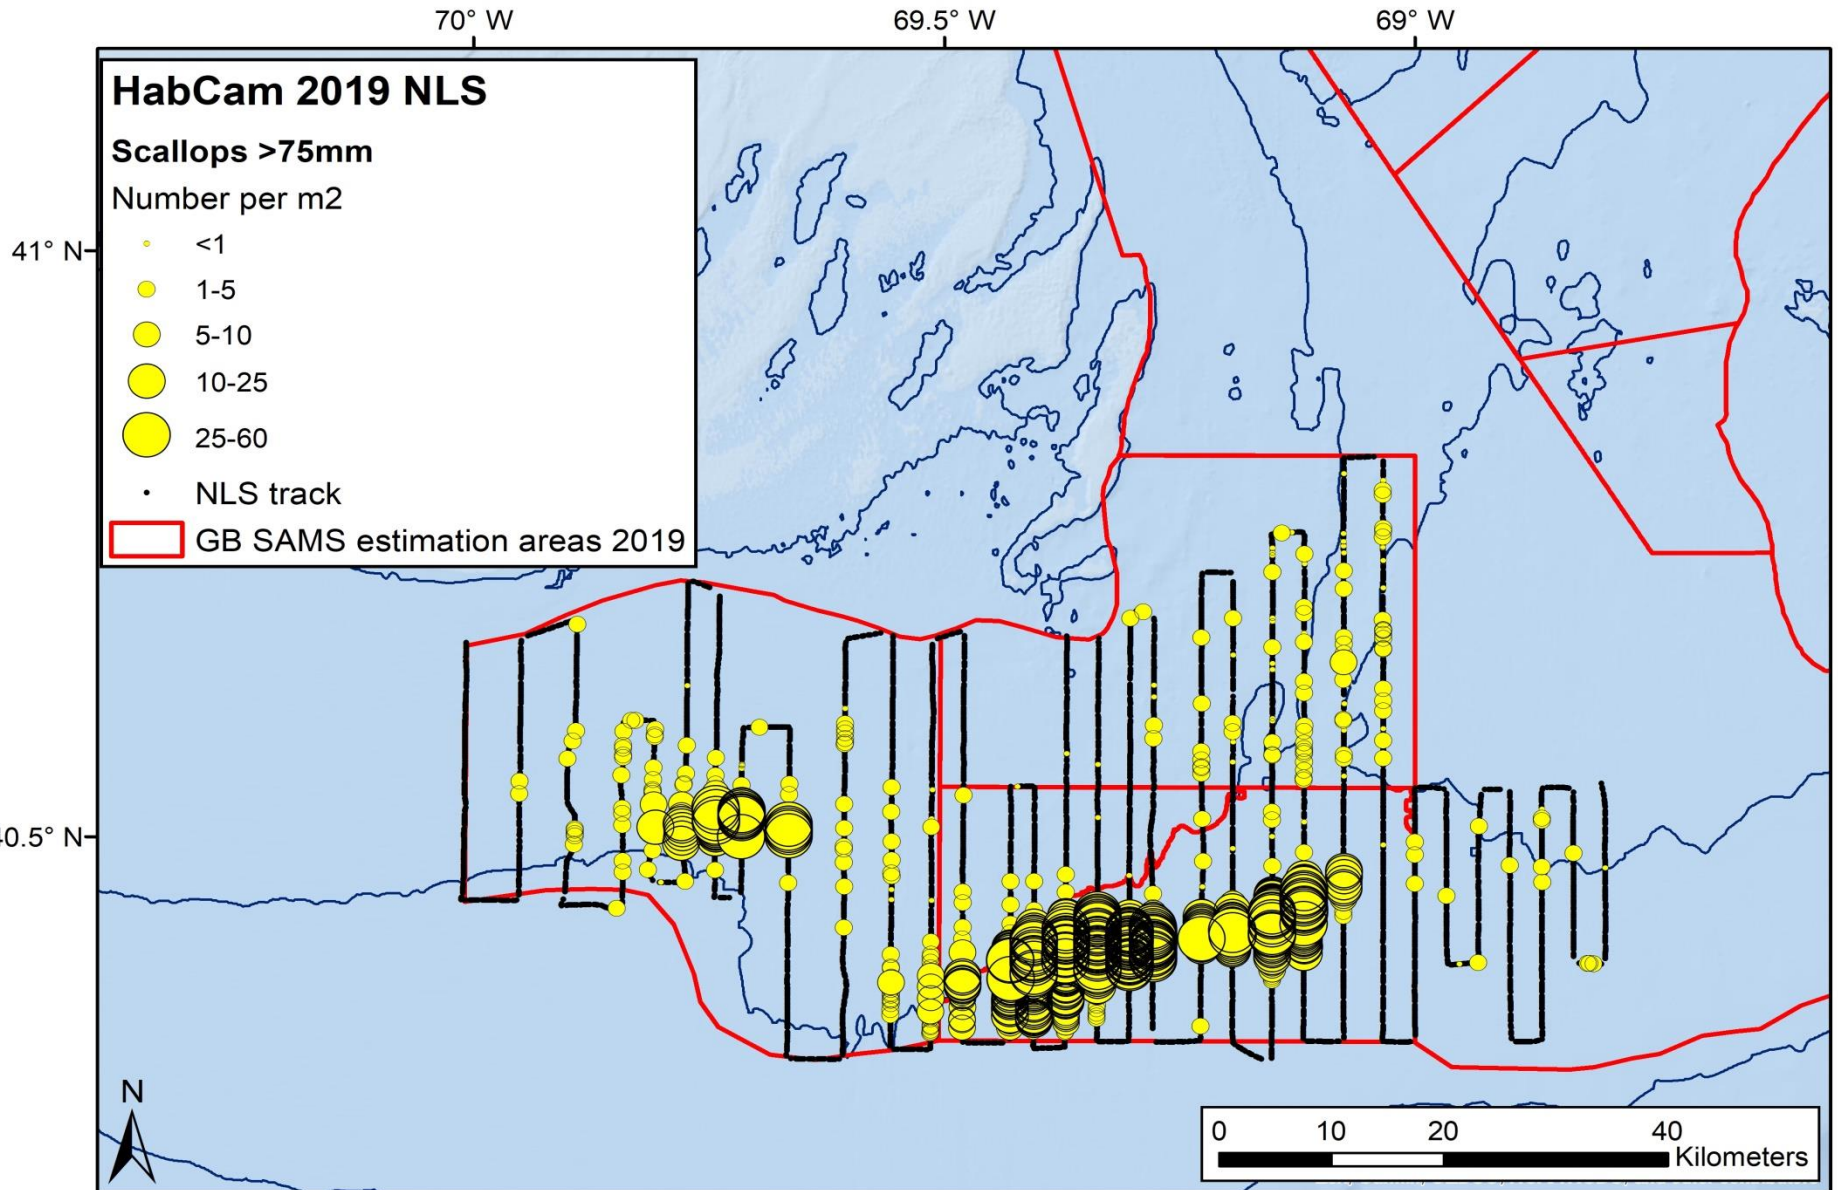 70° W 69.5° W 69° W
HabCam 2019 NLS
Scallops >75mm
Number per m2
<1
41° N
1-5
5-10
10-25
25-60
NLS track
GB SAMS estimation areas 2019
0.5° N
N
0 10 20 40
Kilometers